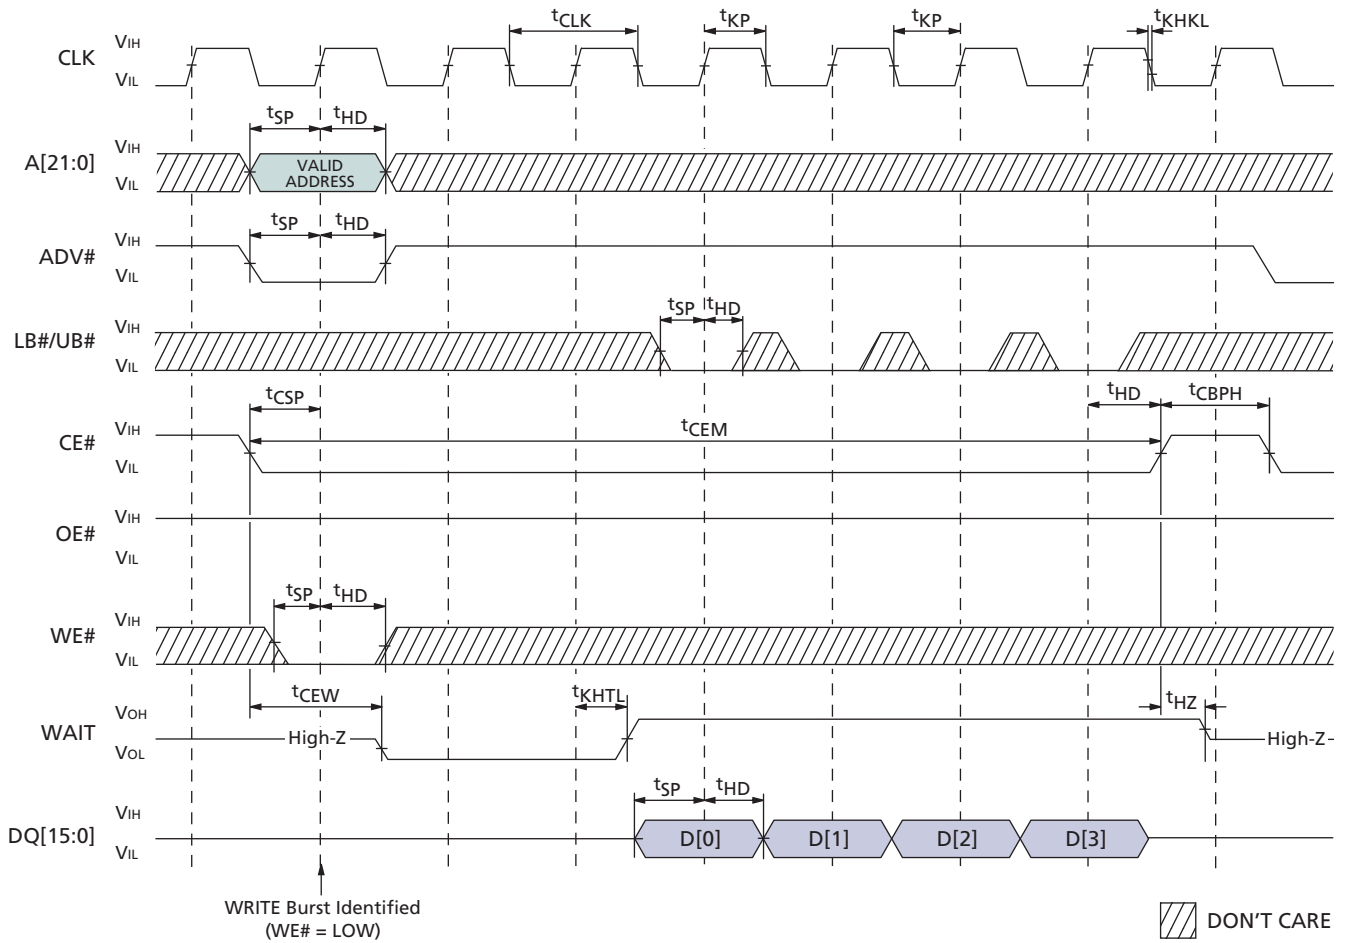 tCLK tKP tKP tKHKL
CLK VIH
VIL
tSP tHD
A[21:0] VIH
VIL
VALID
ADDRESS
tSP tHD
ADV# VIH
VIL
tSP tHD
LB#/UB# VIH
VIL
tCSP tHD tCBPH
CE# VIH
VIL
tCEM
OE# VIH
VIL
tSP tHD
WE# VIH
VIL
tCEW tKHTL tHZ
WAIT VOH
VOL
High-Z High-Z
tSP tHD
DQ[15:0] VIH
VIL
D[0] D[1] D[2] D[3]
WRITE Burst Identified
(WE# = LOW)
DON'T CARE